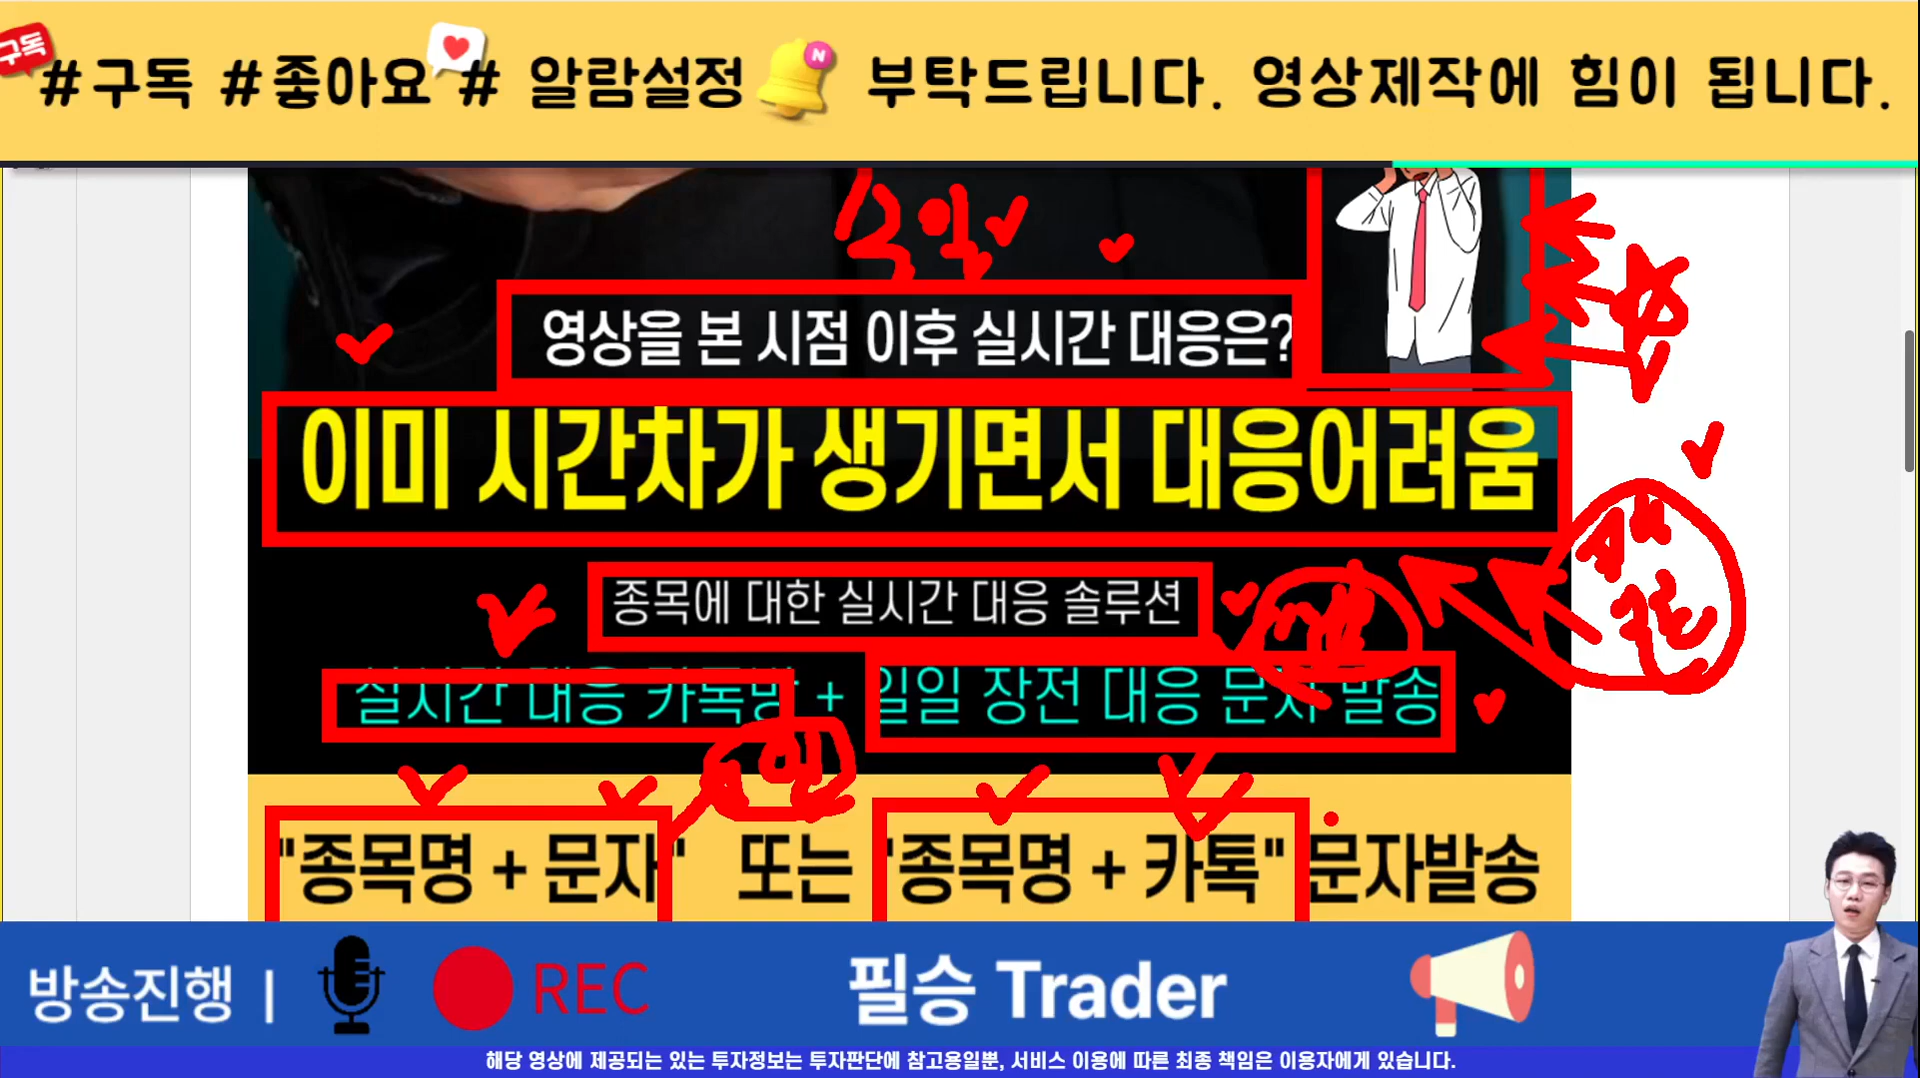 구독
#구독 #좋아요 # 알람설정 N 부탁드립니다. 영상제작에 힘이 됩니다.
영상을 본 시점 이후 실시간 대응은?
이미 시간차가 생기면서 대응어려움
종목에 대한 실시간 대응 솔루션
실시간 대응 카톡방 + 일일 장전 대응 문자 발송
"종목명 + 문자" 또는 "종목명 + 카톡" 문자발송
방송진행 | REC 필승 Trader
해당 영상에 제공되는 있는 투자정보는 투자판단에 참고용일뿐, 서비스 이용에 따른 최종 책임은 이용자에게 있습니다.